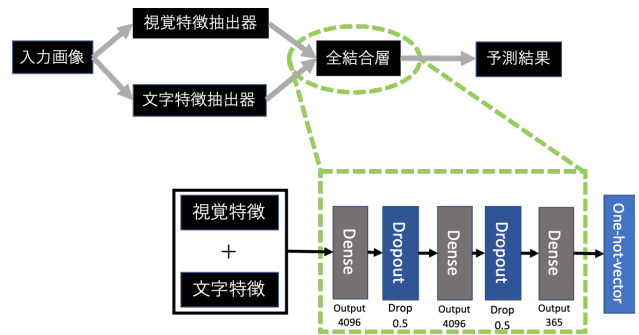 視覚特徴抽出器
入力画像
全結合層
予測結果
文字特徴抽出器
視覚特徴
+
文字特徴
Dense
Dropout
Dense
Dropout
Dense
One-hot-vector
Output
4096
Drop
0.5
Output
4096
Drop
0.5
Output
365